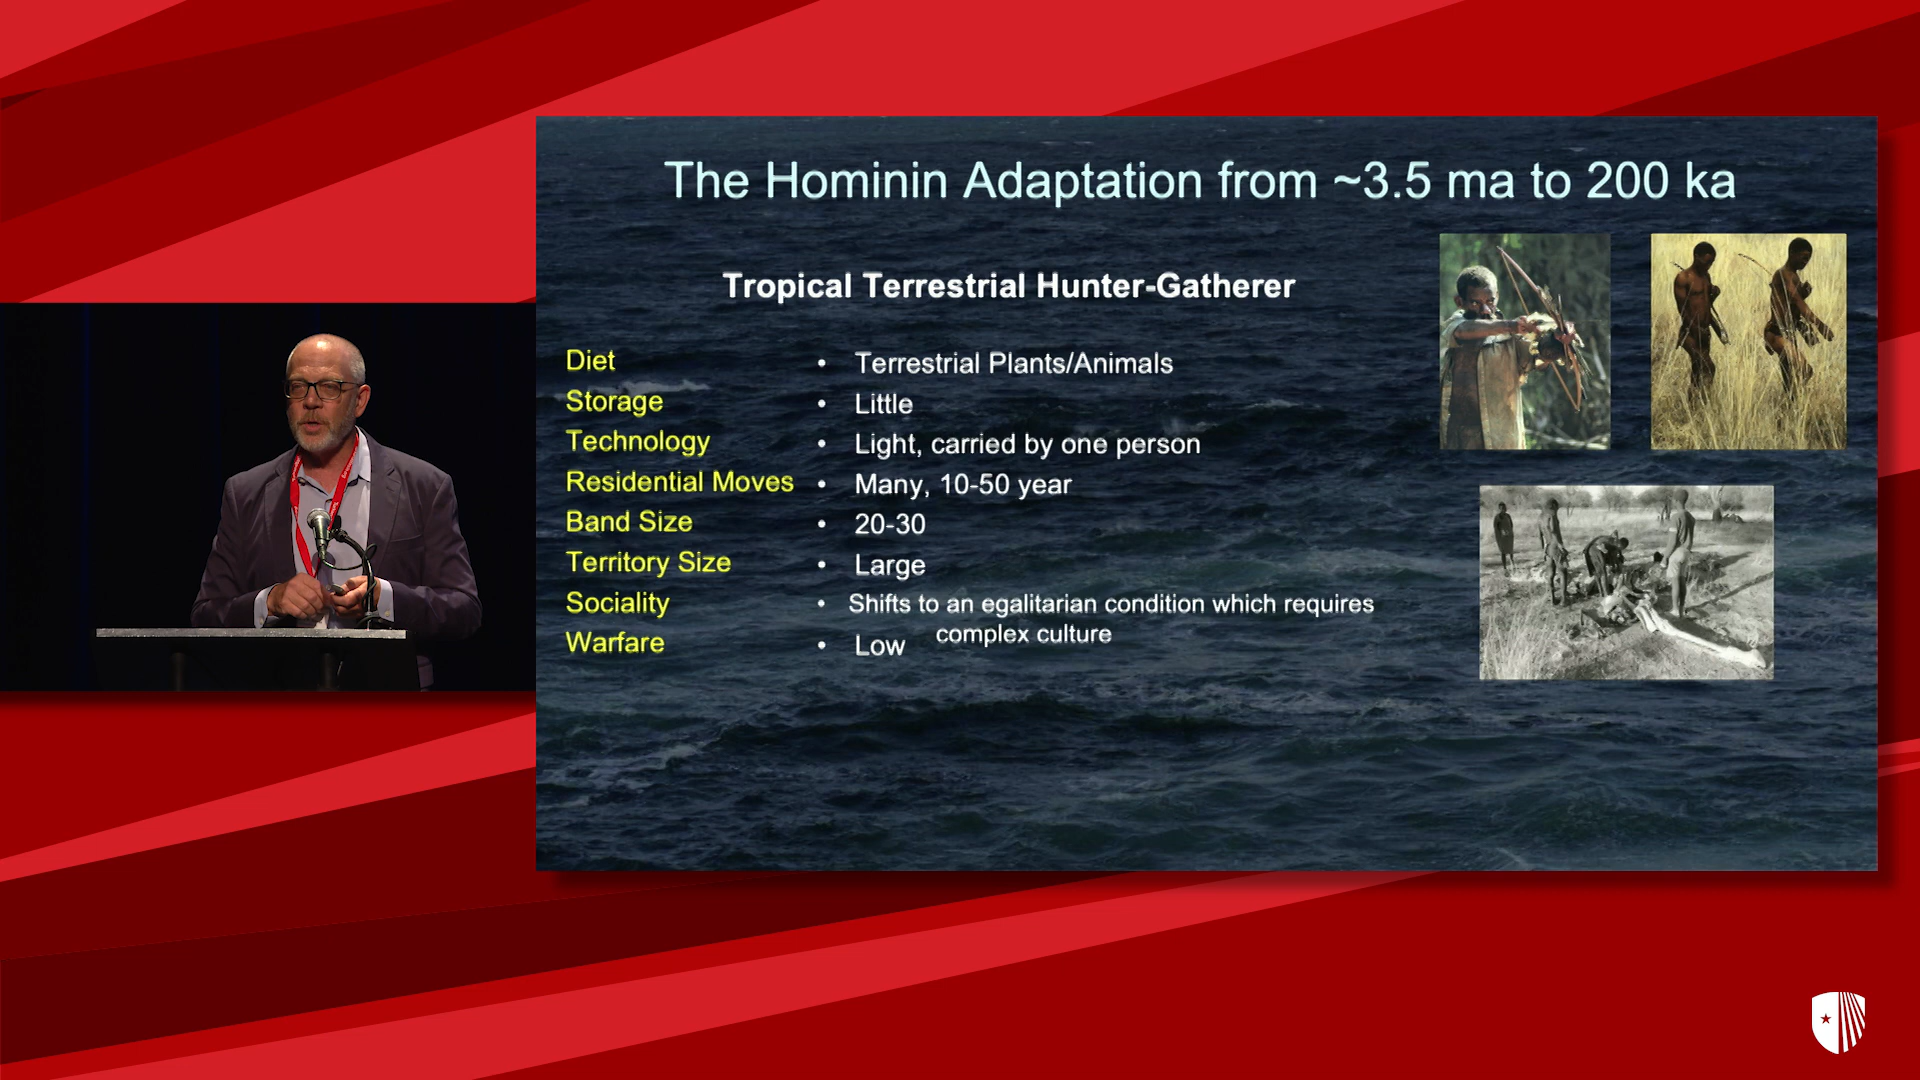 The Hominin Adaptation from ~3.5 ma to 200 ka
Tropical Terrestrial Hunter-Gatherer
Diet • Terrestrial Plants/Animals
Storage • Little
Technology • Light, carried by one person
Residential Moves • Many, 10-50 year
Band Size • 20-30
Territory Size • Large
Sociality • Shifts to an egalitarian condition which requires
complex culture
Warfare • Low